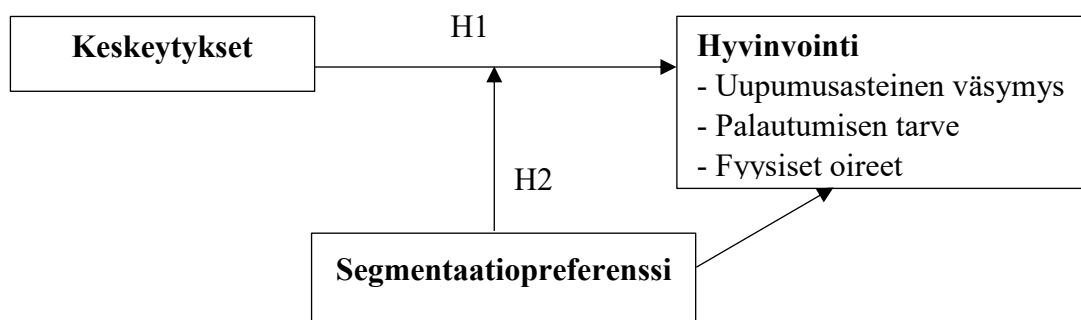 Keskeytykset
H1
Hyvinvointi
- Uupumusasteinen väsymys
- Palautumisen tarve
- Fyysiset oireet
H2
Segmentaatiopreferenssi